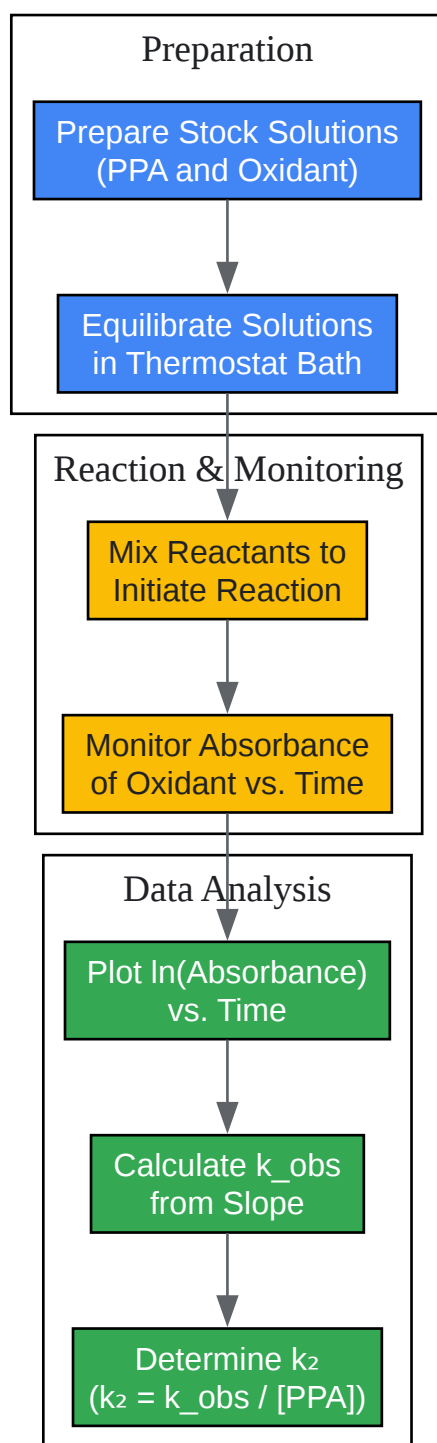 Preparation
Prepare Stock Solutions
(PPA and Oxidant)
Equilibrate Solutions
in Thermostat Bath
Reaction & Monitoring
Mix Reactants to
Initiate Reaction
Monitor Absorbance
of Oxidant vs. Time
Data Analysis
Plot ln(Absorbance)
vs. Time
Calculate k_obs
from Slope
Determine k₂
(k₂ = k_obs / [PPA])